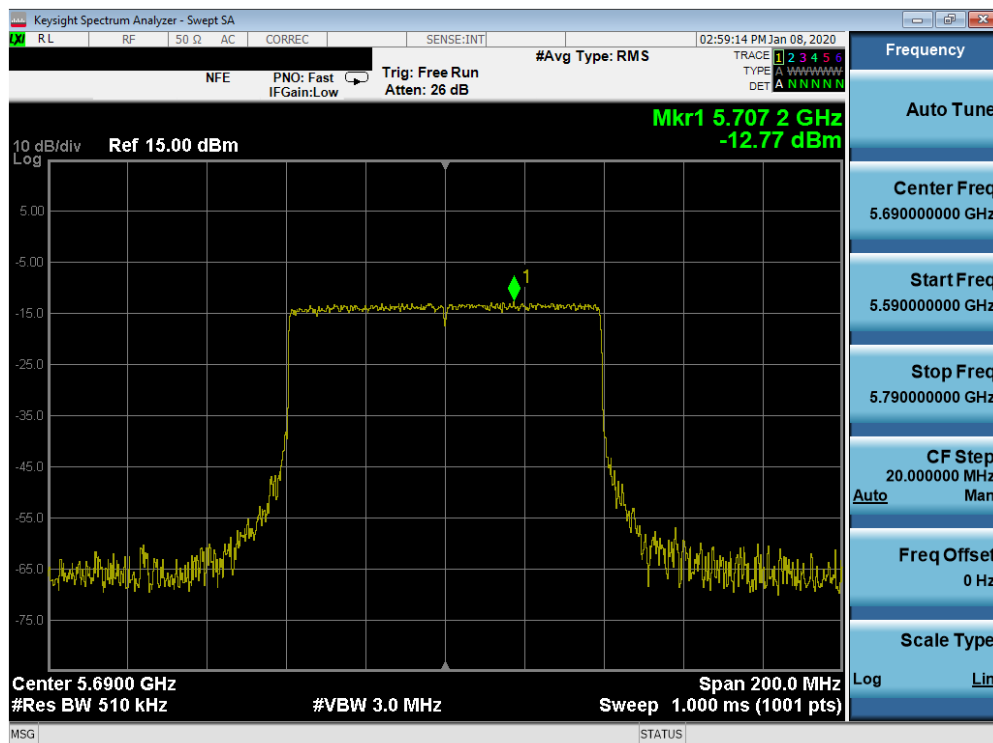 Keysight Spectrum Analyzer - Swept SA
LXI RL RF 50 Ω AC CORREC SENSE:INT 02:59:14 PM Jan 08, 2020
NFE PNO: Fast Trig: Free Run #Avg Type: RMS TRACE 1 2 3 4 5 6
IFGain:Low Atten: 26 dB TYPE A WWWWW
DET A N N N N N
Mkr1 5.707 2 GHz
-12.77 dBm
10 dB/div Ref 15.00 dBm
Log
5.00
-5.00
1
-15.0
-25.0
-35.0
-45.0
-55.0
-65.0
-75.0
Center 5.6900 GHz Span 200.0 MHz
#Res BW 510 kHz #VBW 3.0 MHz Sweep 1.000 ms (1001 pts)
MSG STATUS
Frequency
Auto Tune
Center Freq
5.690000000 GHz
Start Freq
5.590000000 GHz
Stop Freq
5.790000000 GHz
CF Step
20.000000 MHz
Auto Man
Freq Offset
0 Hz
Scale Type
Log Lin